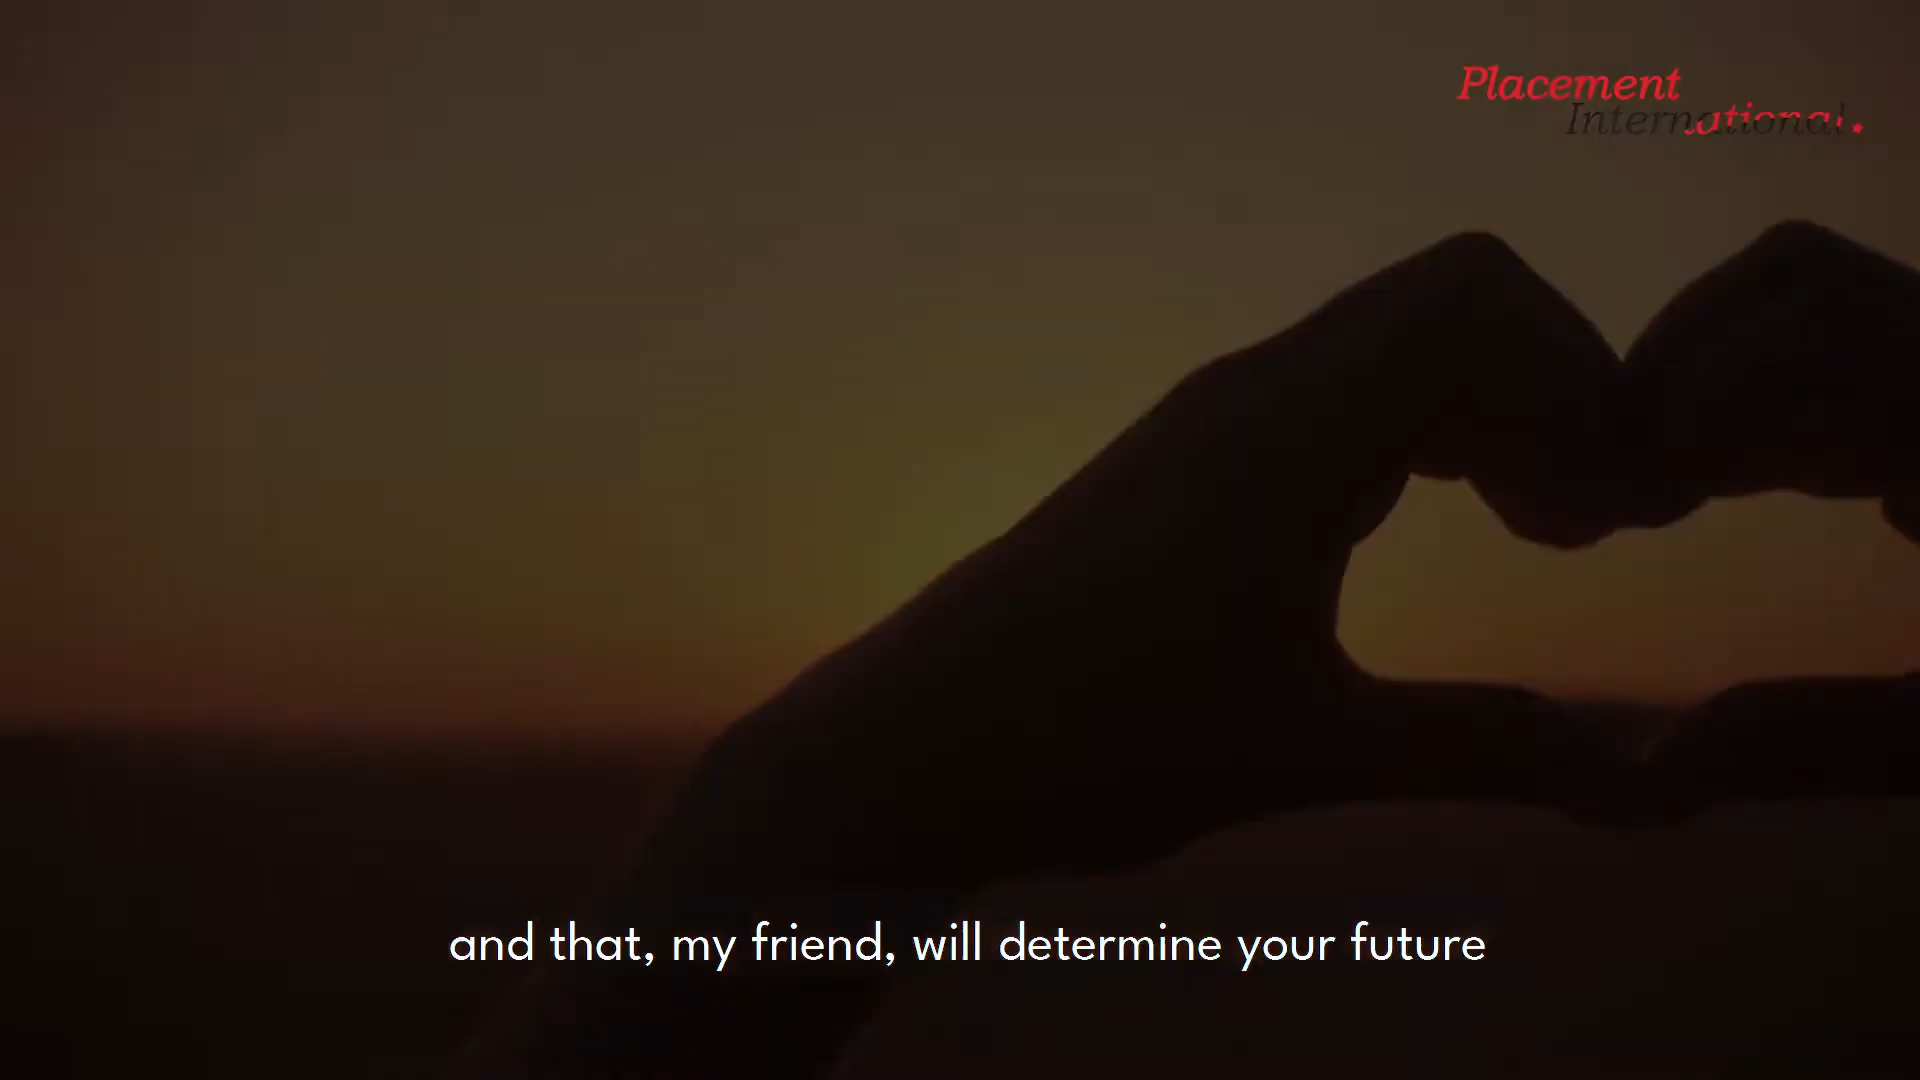 Placement
International
and that, my friend, will determine your future